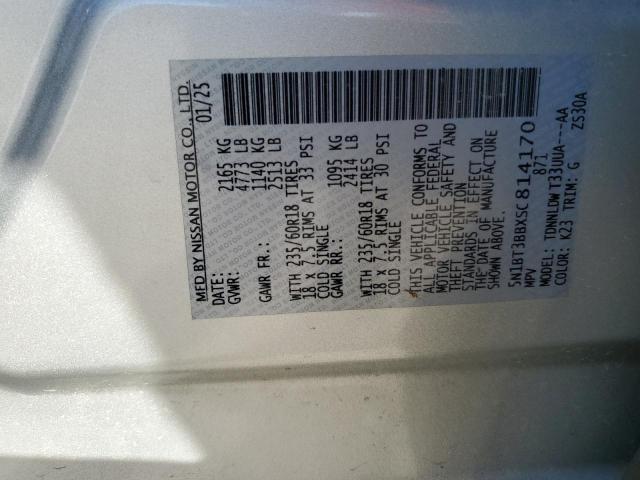 MFD BY NISSAN MOTOR CO., LTD.
DATE: 01/25
GVWR: 2165 KG
4773 LB
GAWR FR.: 1140 KG
2513 LB
WITH 235/60R18 TIRES
18 X 7.5 RIMS AT 33 PSI
COLD SINGLE
GAWR RR.: 1095 KG
2414 LB
WITH 235/60R18 TIRES
18 X 7.5 RIMS AT 30 PSI
COLD SINGLE
THIS VEHICLE CONFORMS TO
ALL APPLICABLE FEDERAL
MOTOR VEHICLE SAFETY AND
THEFT PREVENTION
STANDARDS IN EFFECT ON
THE DATE OF MANUFACTURE
SHOWN ABOVE.
5N1BT3BBXSC814170
MPV 871
MODEL: TDNNLDW T33UUA---AA
COLOR: K23 TRIM: G ZS30A